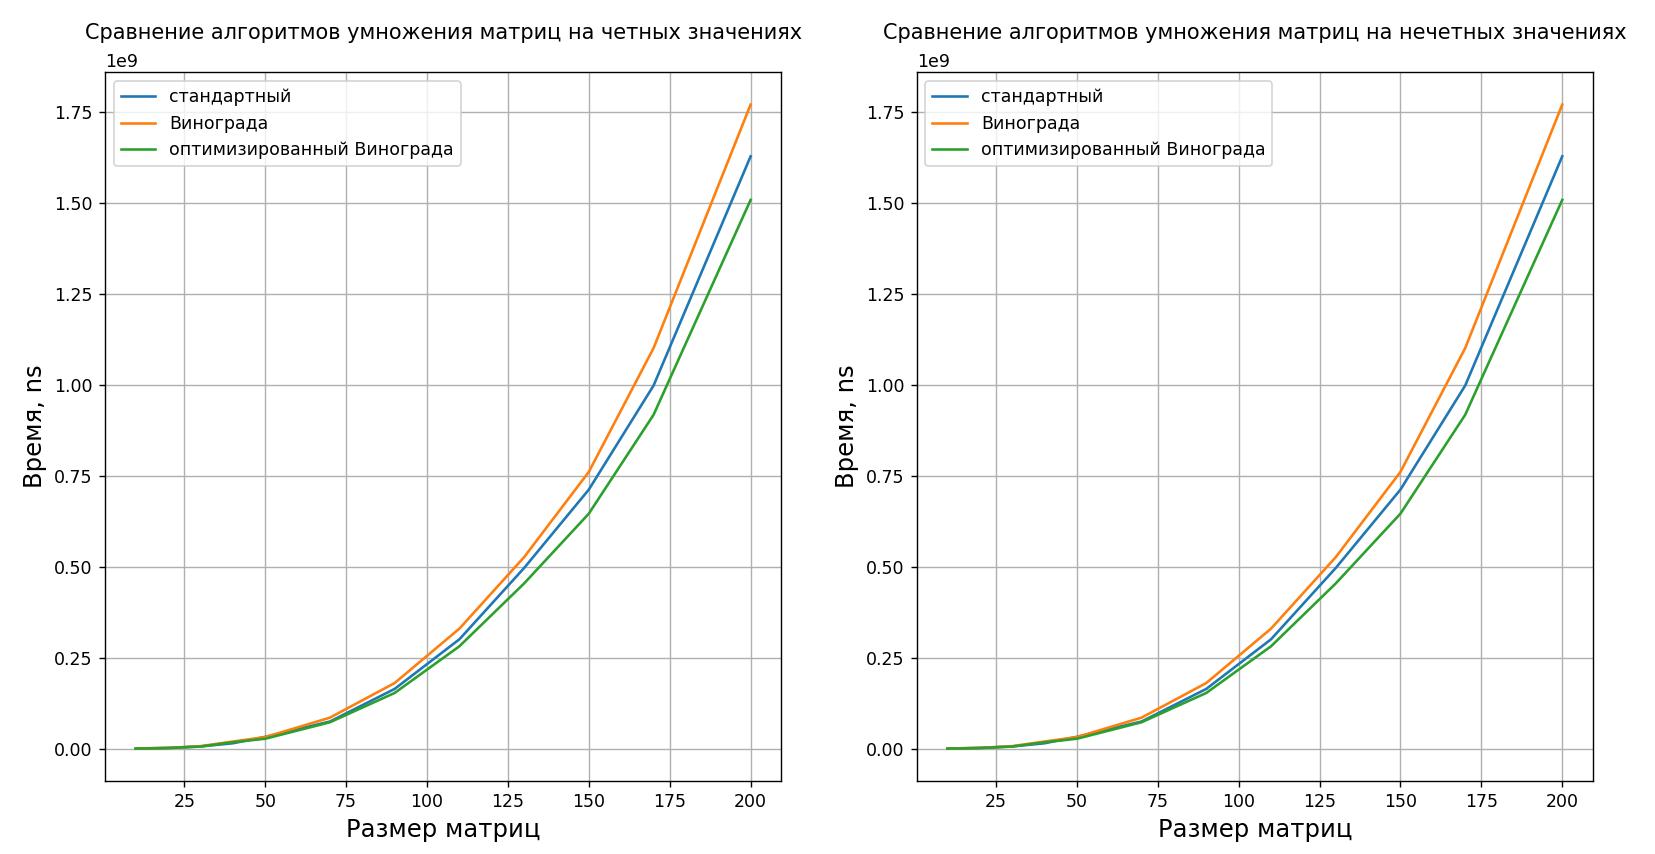 Сравнение алгоритмов умножения матриц на четных значениях
1e9
стандартный
Винограда
оптимизированный Винограда
1.75
1.50
1.25
1.00
0.75
0.50
0.25
0.00
Время, ns
25 50 75 100 125 150 175 200
Размер матриц
Сравнение алгоритмов умножения матриц на нечетных значениях
1e9
стандартный
Винограда
оптимизированный Винограда
1.75
1.50
1.25
1.00
0.75
0.50
0.25
0.00
Время, ns
25 50 75 100 125 150 175 200
Размер матриц